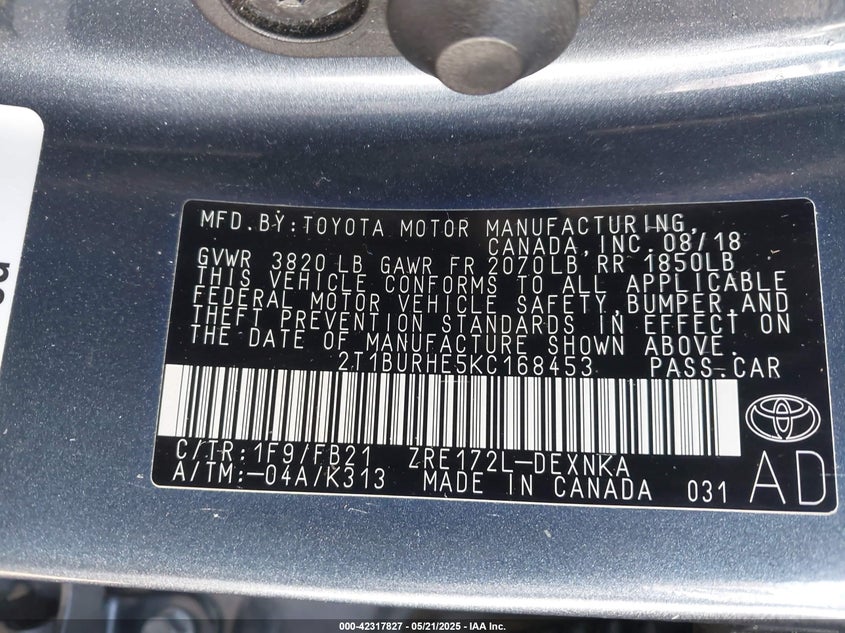 MFD. BY: TOYOTA MOTOR MANUFACTURING,
CANADA, INC. 08/18
GVWR 3820 LB GAWR FR 2070LB RR 1850LB
THIS VEHICLE CONFORMS TO ALL APPLICABLE
FEDERAL MOTOR VEHICLE SAFETY, BUMPER, AND
THEFT PREVENTION STANDARDS IN EFFECT ON
THE DATE OF MANUFACTURE SHOWN ABOVE.
2T1BURHE5KC168453 PASS. CAR
C/TR: 1F9/FB21 ZRE172L-DEXNKA
A/TM: -04A/K313 MADE IN CANADA 031
AD
000-42317827 - 05/21/2025 - IAA Inc.